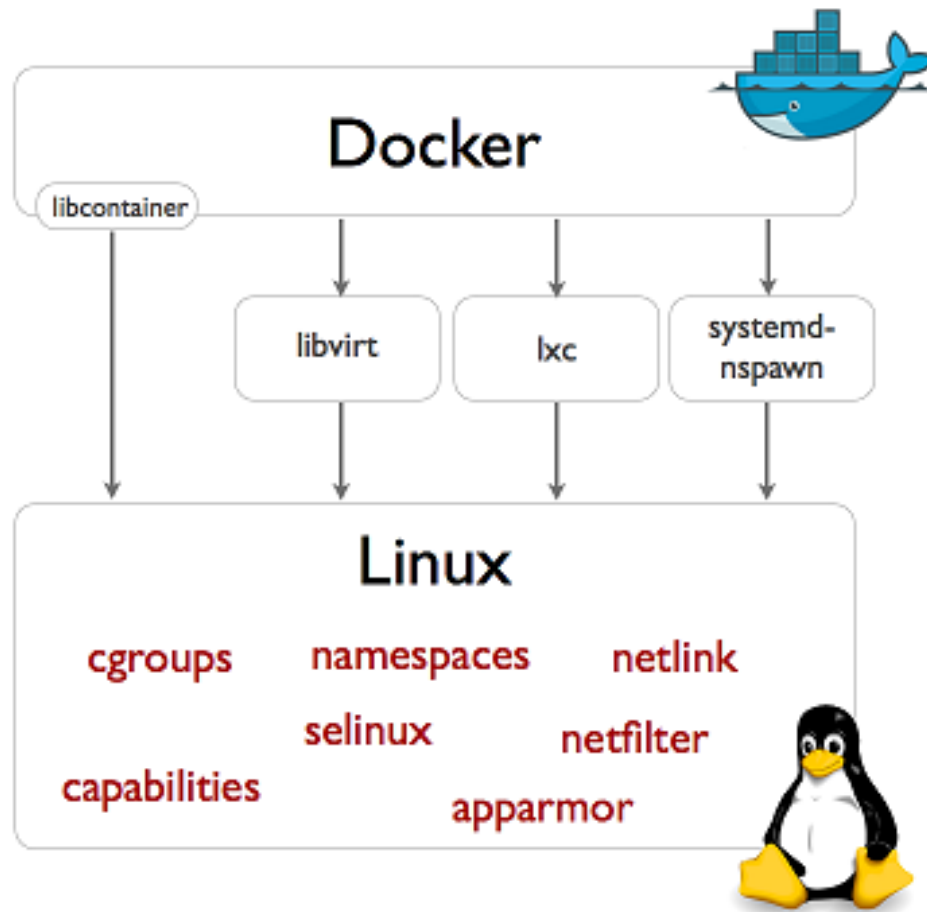 Docker
libcontainer
libvirt
lxc
systemd-
nspawn
Linux
cgroups
namespaces
netlink
selinux
netfilter
capabilities
apparmor